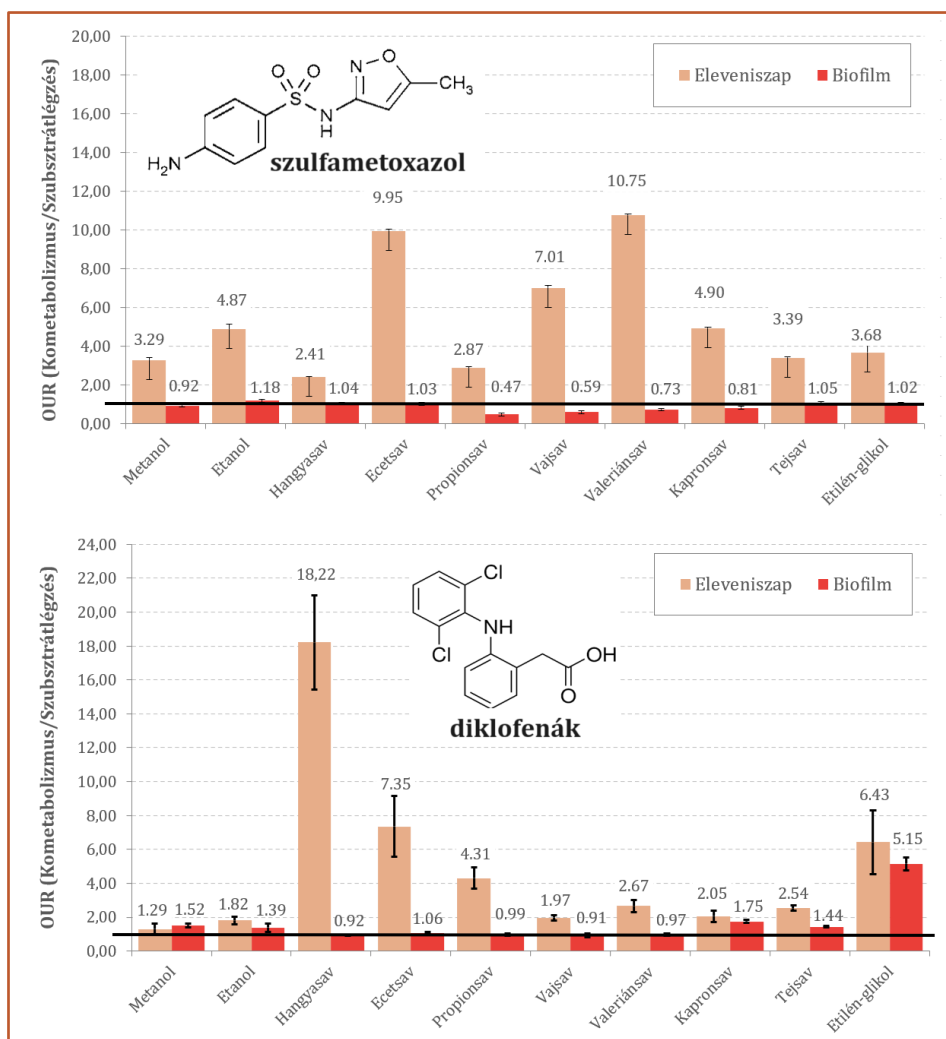 OUR (Kometabolizmus/Szubsztrátlégzés)
20,00
18,00
16,00
14,00
12,00
10,00
8,00
6,00
4,00
2,00
0,00
Eleveniszap
Biofilm
O
O
S
N
H
N
O
CH₃
H₂N
szulfametoxazol
3.29
0.92
4.87
1.18
2.41
1.04
9.95
1.03
2.87
0.47
7.01
0.59
10.75
0.73
4.90
0.81
3.39
1.05
3.68
1.02
Metanol
Etanol
Hangyasav
Ecetsav
Propionsav
Vajsav
Valeriánsav
Kapronsav
Tejsav
Etilén-glikol
OUR (Kometabolizmus/Szubsztrátlégzés)
24,00
22,00
20,00
18,00
16,00
14,00
12,00
10,00
8,00
6,00
4,00
2,00
0,00
Eleveniszap
Biofilm
Cl
NH
Cl
OH
O
diklofenák
1.29
1.52
1.82
1.39
18,22
0.92
7.35
1.06
4.31
0.99
1.97
0.91
2.67
0.97
2.05
1.75
2.54
1.44
6.43
5.15
Metanol
Etanol
Hangyasav
Ecetsav
Propionsav
Vajsav
Valeriánsav
Kapronsav
Tejsav
Etilén-glikol